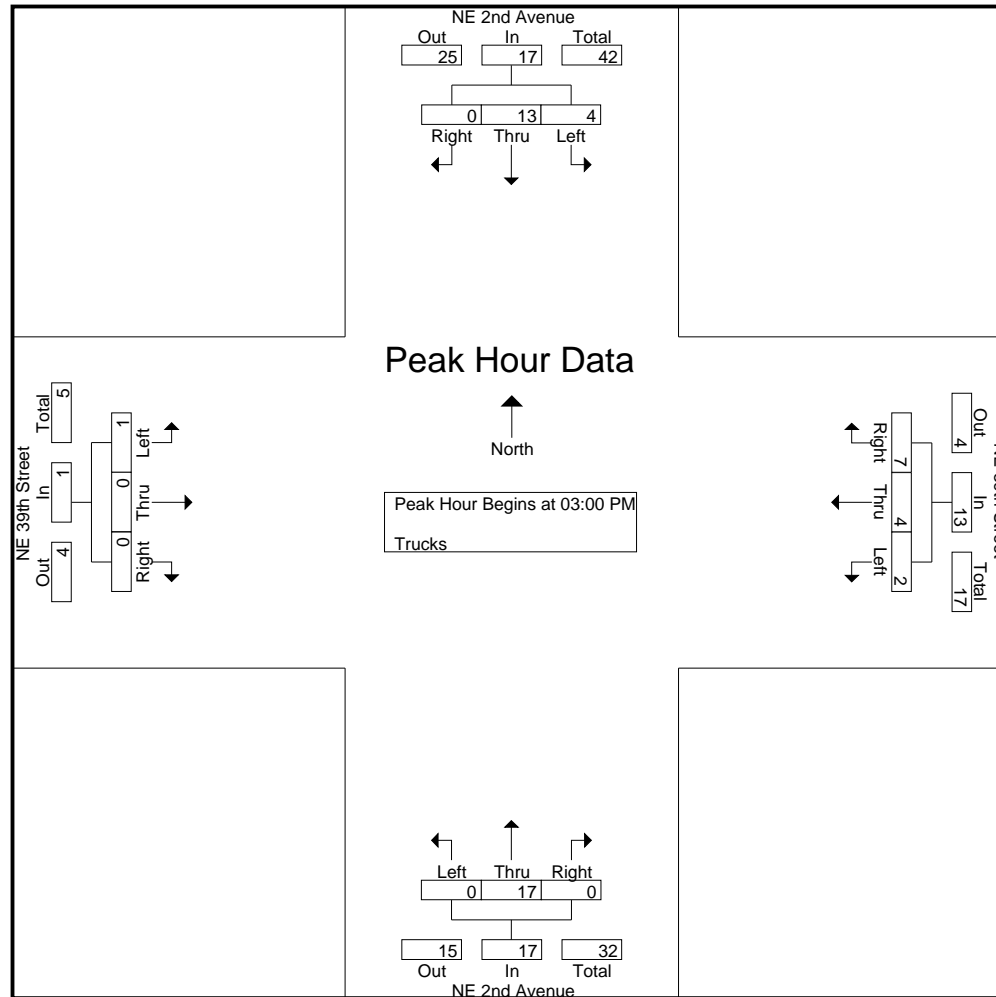 NE 2nd Avenue
Out In Total
25 17 42
0 13 4
Right Thru Left
Peak Hour Data
North
Peak Hour Begins at 03:00 PM
Trucks
NE 39th Street
Out In Total
4 1 5
Left Thru Right
1 0 0
Right Thru Left
7 4 2
Out In Total
4 13 17
Left Thru Right
0 17 0
15 17 32
Out In Total
NE 2nd Avenue